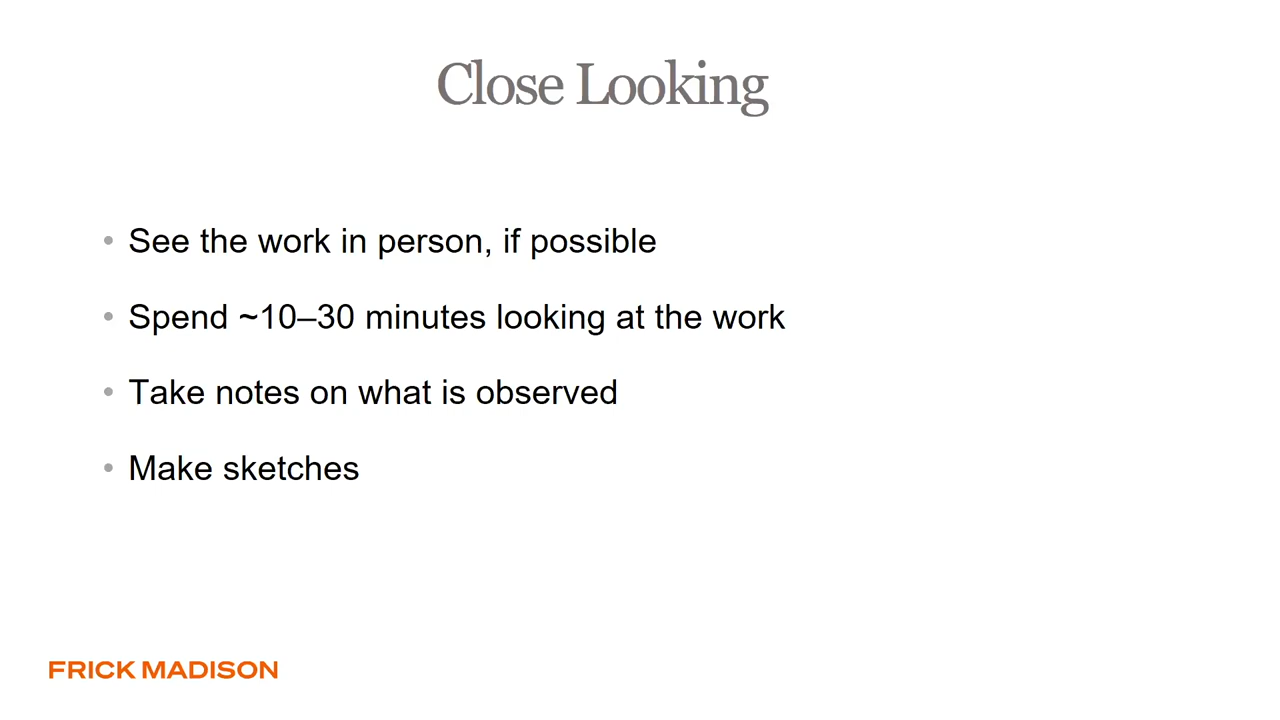 Close Looking
• See the work in person, if possible
• Spend ~10–30 minutes looking at the work
• Take notes on what is observed
• Make sketches
FRICK MADISON